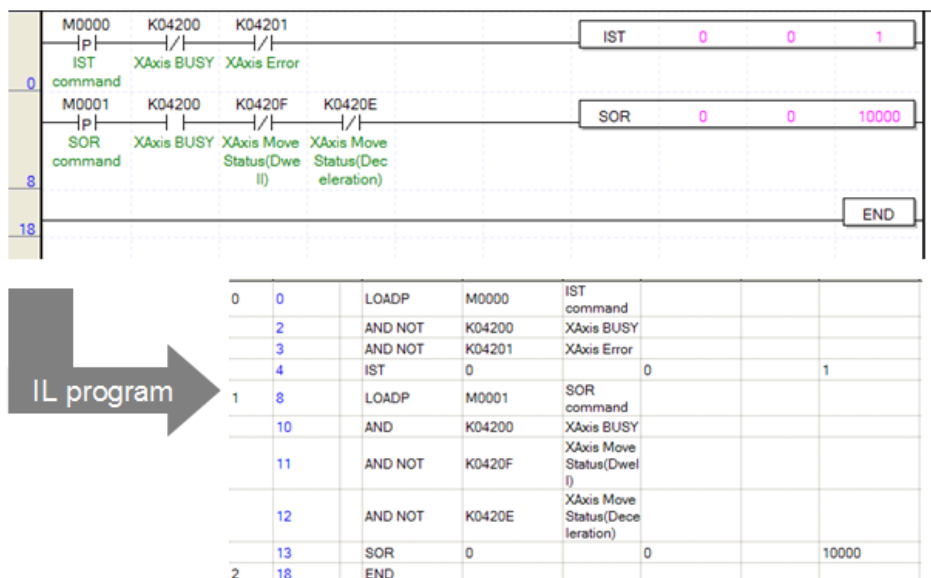 M0000 K04200 K04201
P / / IST 0 0 1
IST XAxis BUSY XAxis Error
0 command
M0001 K04200 K0420F K0420E
P / / SOR 0 0 10000
SOR XAxis BUSY XAxis Move XAxis Move
command Status(Dwe Status(Dec
8 ll) eleration)
END
18
IL program
0 0 LOADP M0000 IST
command
2 AND NOT K04200 XAxis BUSY
3 AND NOT K04201 XAxis Error
4 IST 0 0 1
1 8 LOADP M0001 SOR
command
10 AND K04200 XAxis BUSY
11 AND NOT K0420F XAxis Move
Status(Dwel
l)
12 AND NOT K0420E XAxis Move
Status(Dece
leration)
13 SOR 0 0 10000
2 18 END